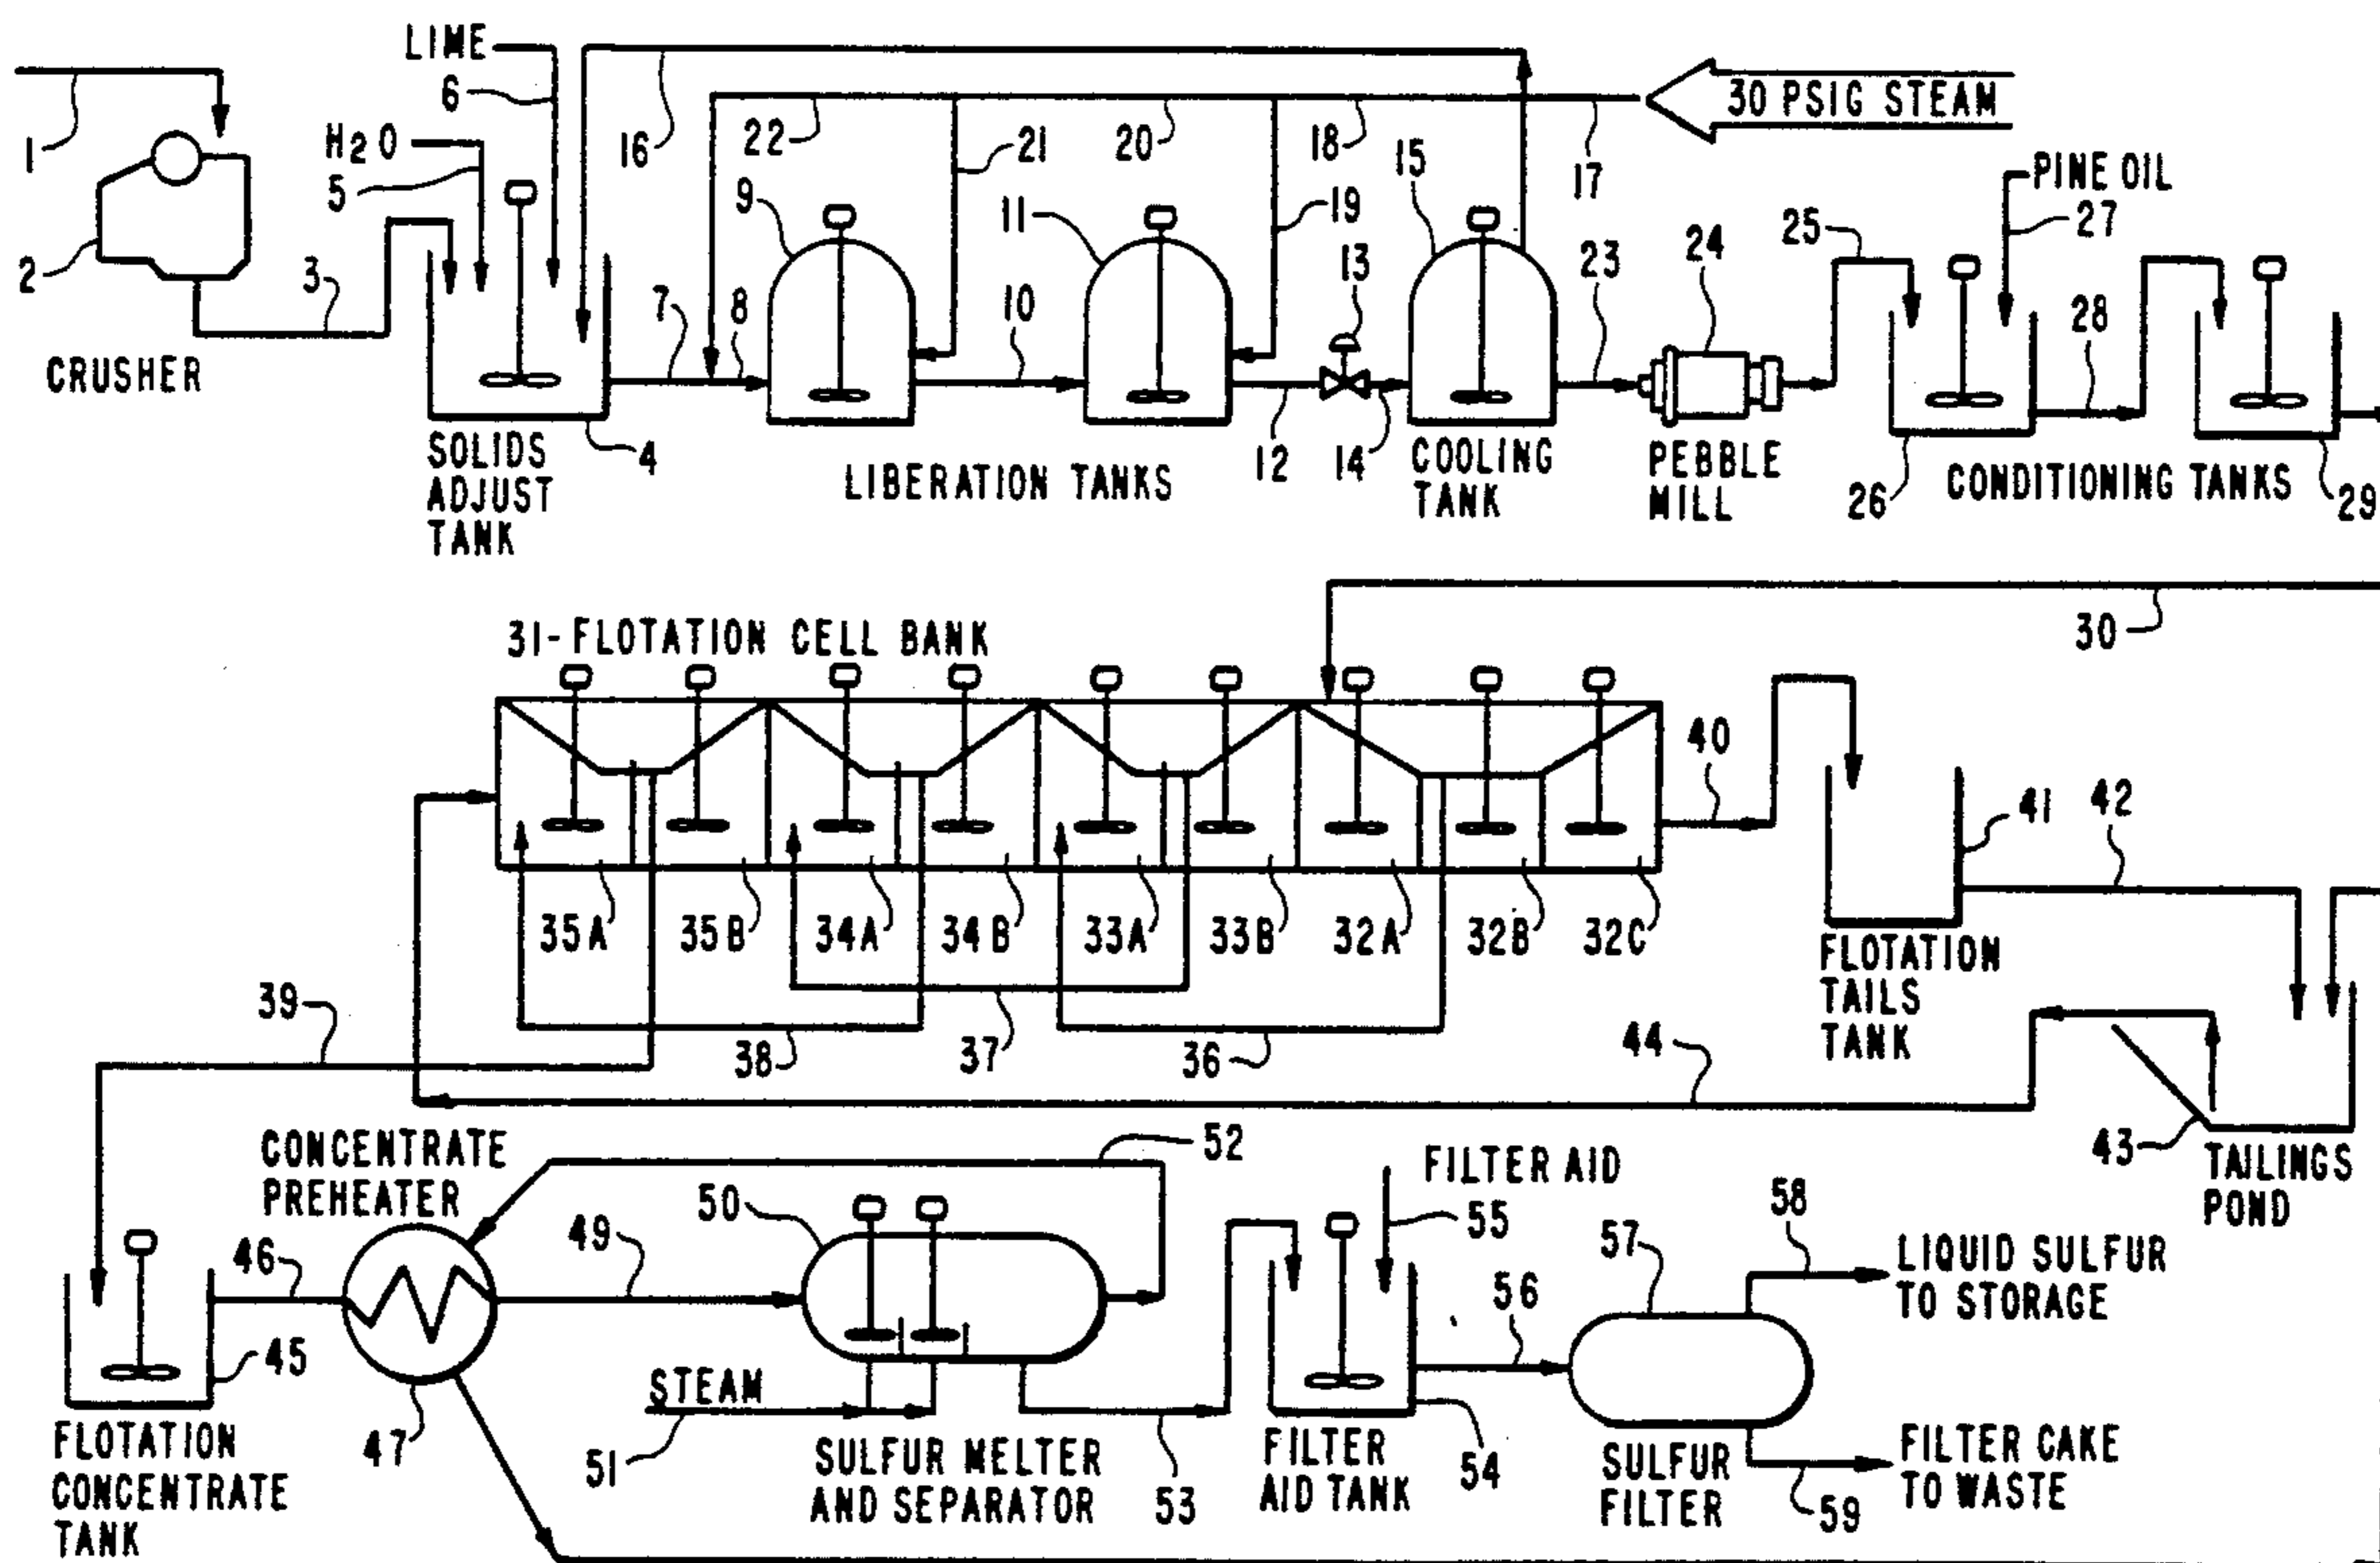 LIME
6
30 PSIG STEAM
H2O
5
16
22
20
18
17
21
1
9
11
19
15
PINE OIL
27
25
24
2
3
7
8
10
13
23
28
CRUSHER
SOLIDS
ADJUST
TANK
4
LIBERATION TANKS
12
14
COOLING
TANK
PEBBLE
MILL
26
CONDITIONING TANKS
29
30
31-FLOTATION CELL BANK
40
41
42
35A
35B
34A
34B
33A
33B
32A
32B
32C
FLOTATION
TAILS
TANK
39
38
37
36
44
43
TAILINGS
POND
CONCENTRATE
PREHEATER
52
FILTER AID
55
50
58
57
LIQUID SULFUR
TO STORAGE
46
49
56
45
STEAM
51
47
FLOTATION
CONCENTRATE
TANK
SULFUR MELTER
AND SEPARATOR
53
FILTER
AID TANK
54
SULFUR
FILTER
FILTER CAKE
TO WASTE
59